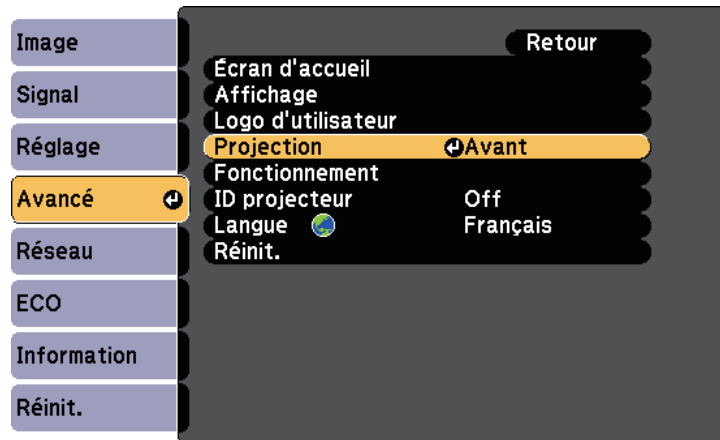 Image
Signal
Réglage
Avancé
Réseau
ECO
Information
Réinit.
Retour
Écran d'accueil
Affichage
Logo d'utilisateur
Projection Avant
Fonctionnement
ID projecteur Off
Langue Français
Réinit.